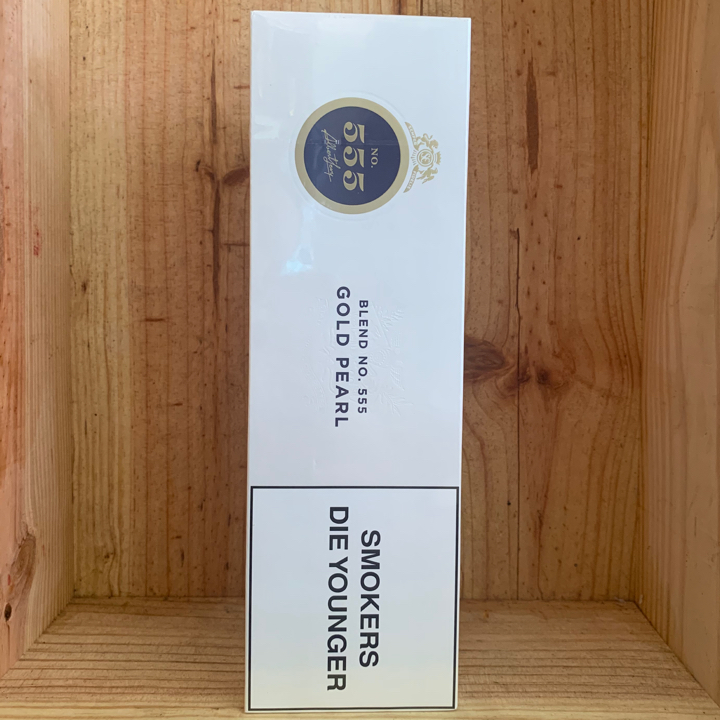 NO.
555
BLEND NO. 555
GOLD PEARL
SMOKERS
DIE YOUNGER